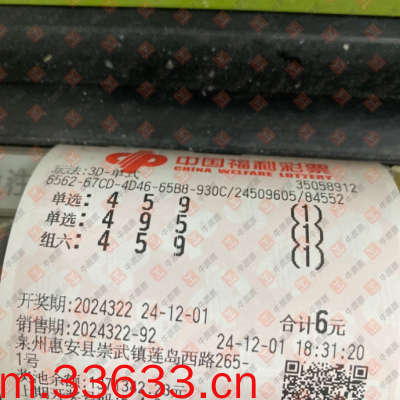 中国福利彩票
CHINA WELFARE LOTTERY
玩法:3D-单式
6562-67CD-4D46-65B8-930C/24509605/84552
35058912
单选: 4 5 9 (1)
单选: 4 9 5 (1)
组六: 4 5 9 (1)
开奖期:2024322 24-12-01 合计6元
销售期:2024322-92 24-12-01 18:31:20
泉州惠安县崇武镇莲岛西路265-
1号
m.33633.cn